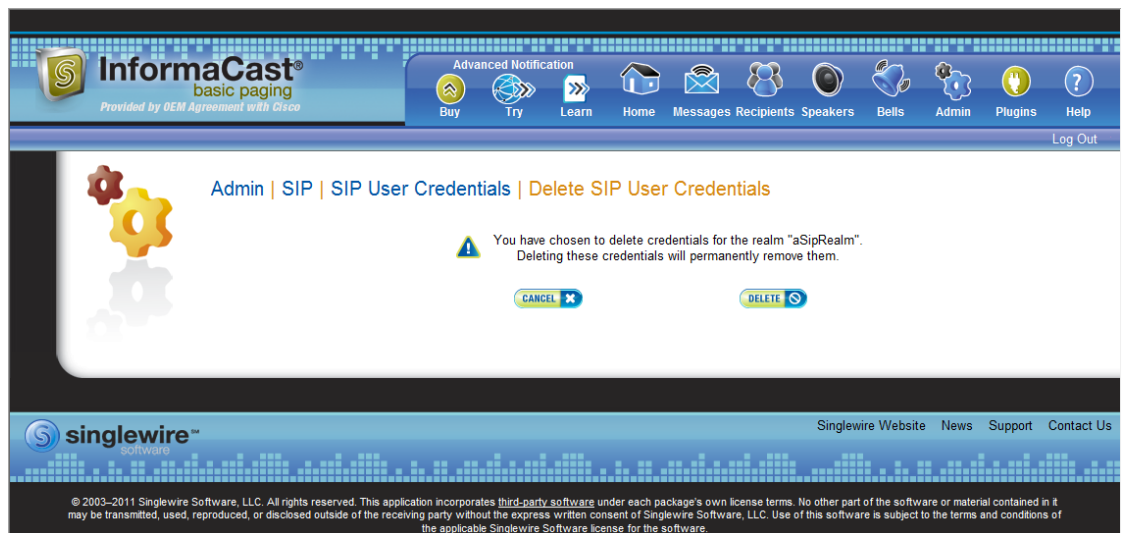 InformaCast®
basic paging
Provided by OEM Agreement with Cisco
Advanced Notification
Buy Try Learn Home Messages Recipients Speakers Bells Admin Plugins Help
Log Out
Admin | SIP | SIP User Credentials | Delete SIP User Credentials
You have chosen to delete credentials for the realm "aSipRealm".
Deleting these credentials will permanently remove them.
CANCEL DELETE
singlewire℠
software
Singlewire Website News Support Contact Us
© 2003–2011 Singlewire Software, LLC. All rights reserved. This application incorporates third-party software under each package's own license terms. No other part of the software or material contained in it
may be transmitted, used, reproduced, or disclosed outside of the receiving party without the express written consent of Singlewire Software, LLC. Use of this software is subject to the terms and conditions of
the applicable Singlewire Software license for the software.